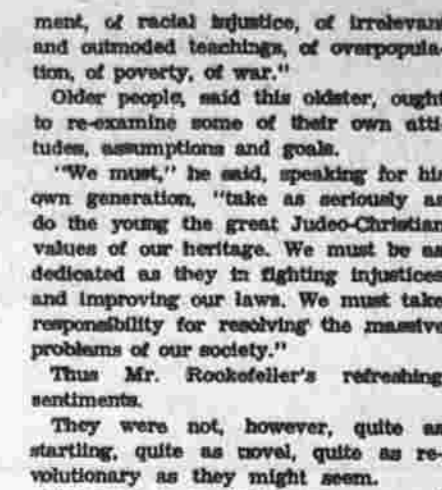 ment, of racial injustice, of irrelevan
and outmoded teachings, of overpopula-
tion, of poverty, of war."
Older people, said this oldster, ought
to re-examine some of their own atti-
tudes, assumptions and goals.
"We must," he said, speaking for his
own generation, "take as seriously as
do the young the great Judeo-Christian
values of our heritage. We must be as
dedicated as they in fighting injustices
and improving our laws. We must take
responsibility for resolving the massive
problems of our society."
Thus Mr. Rockefeller's refreshing
sentiments.
They were not, however, quite as
startling, quite as novel, quite as re-
volutionary as they might seem.